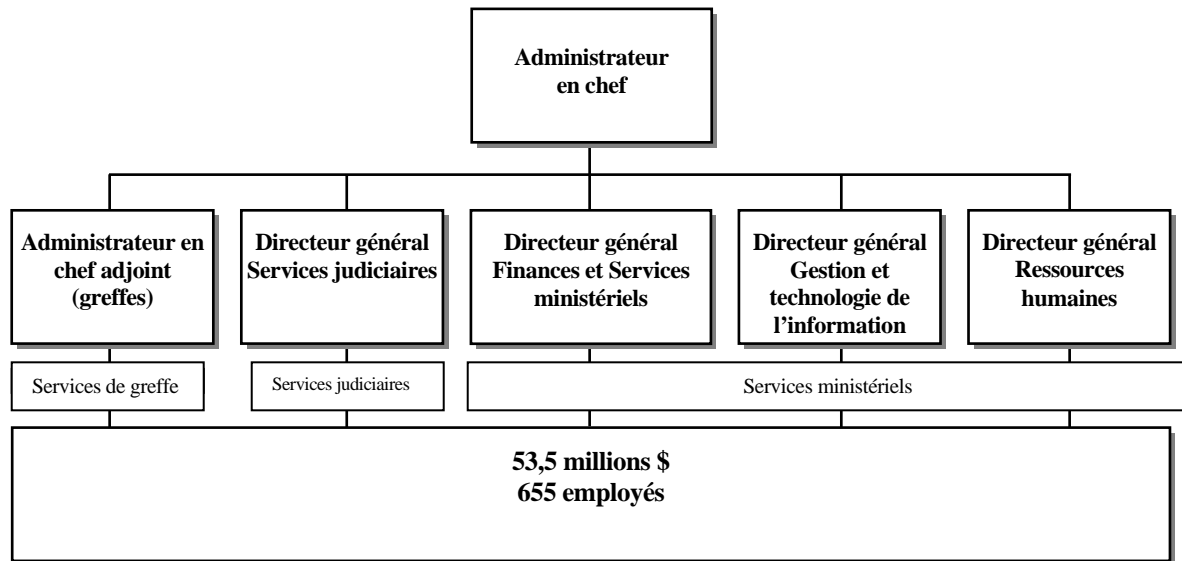 Administrateur
en chef
Administrateur en
chef adjoint
(greffes)
Directeur général
Services judiciaires
Directeur général
Finances et Services
ministériels
Directeur général
Gestion et
technologie de
l’information
Directeur général
Ressources
humaines
Services de greffe
Services judiciaires
Services ministériels
53,5 millions $
655 employés